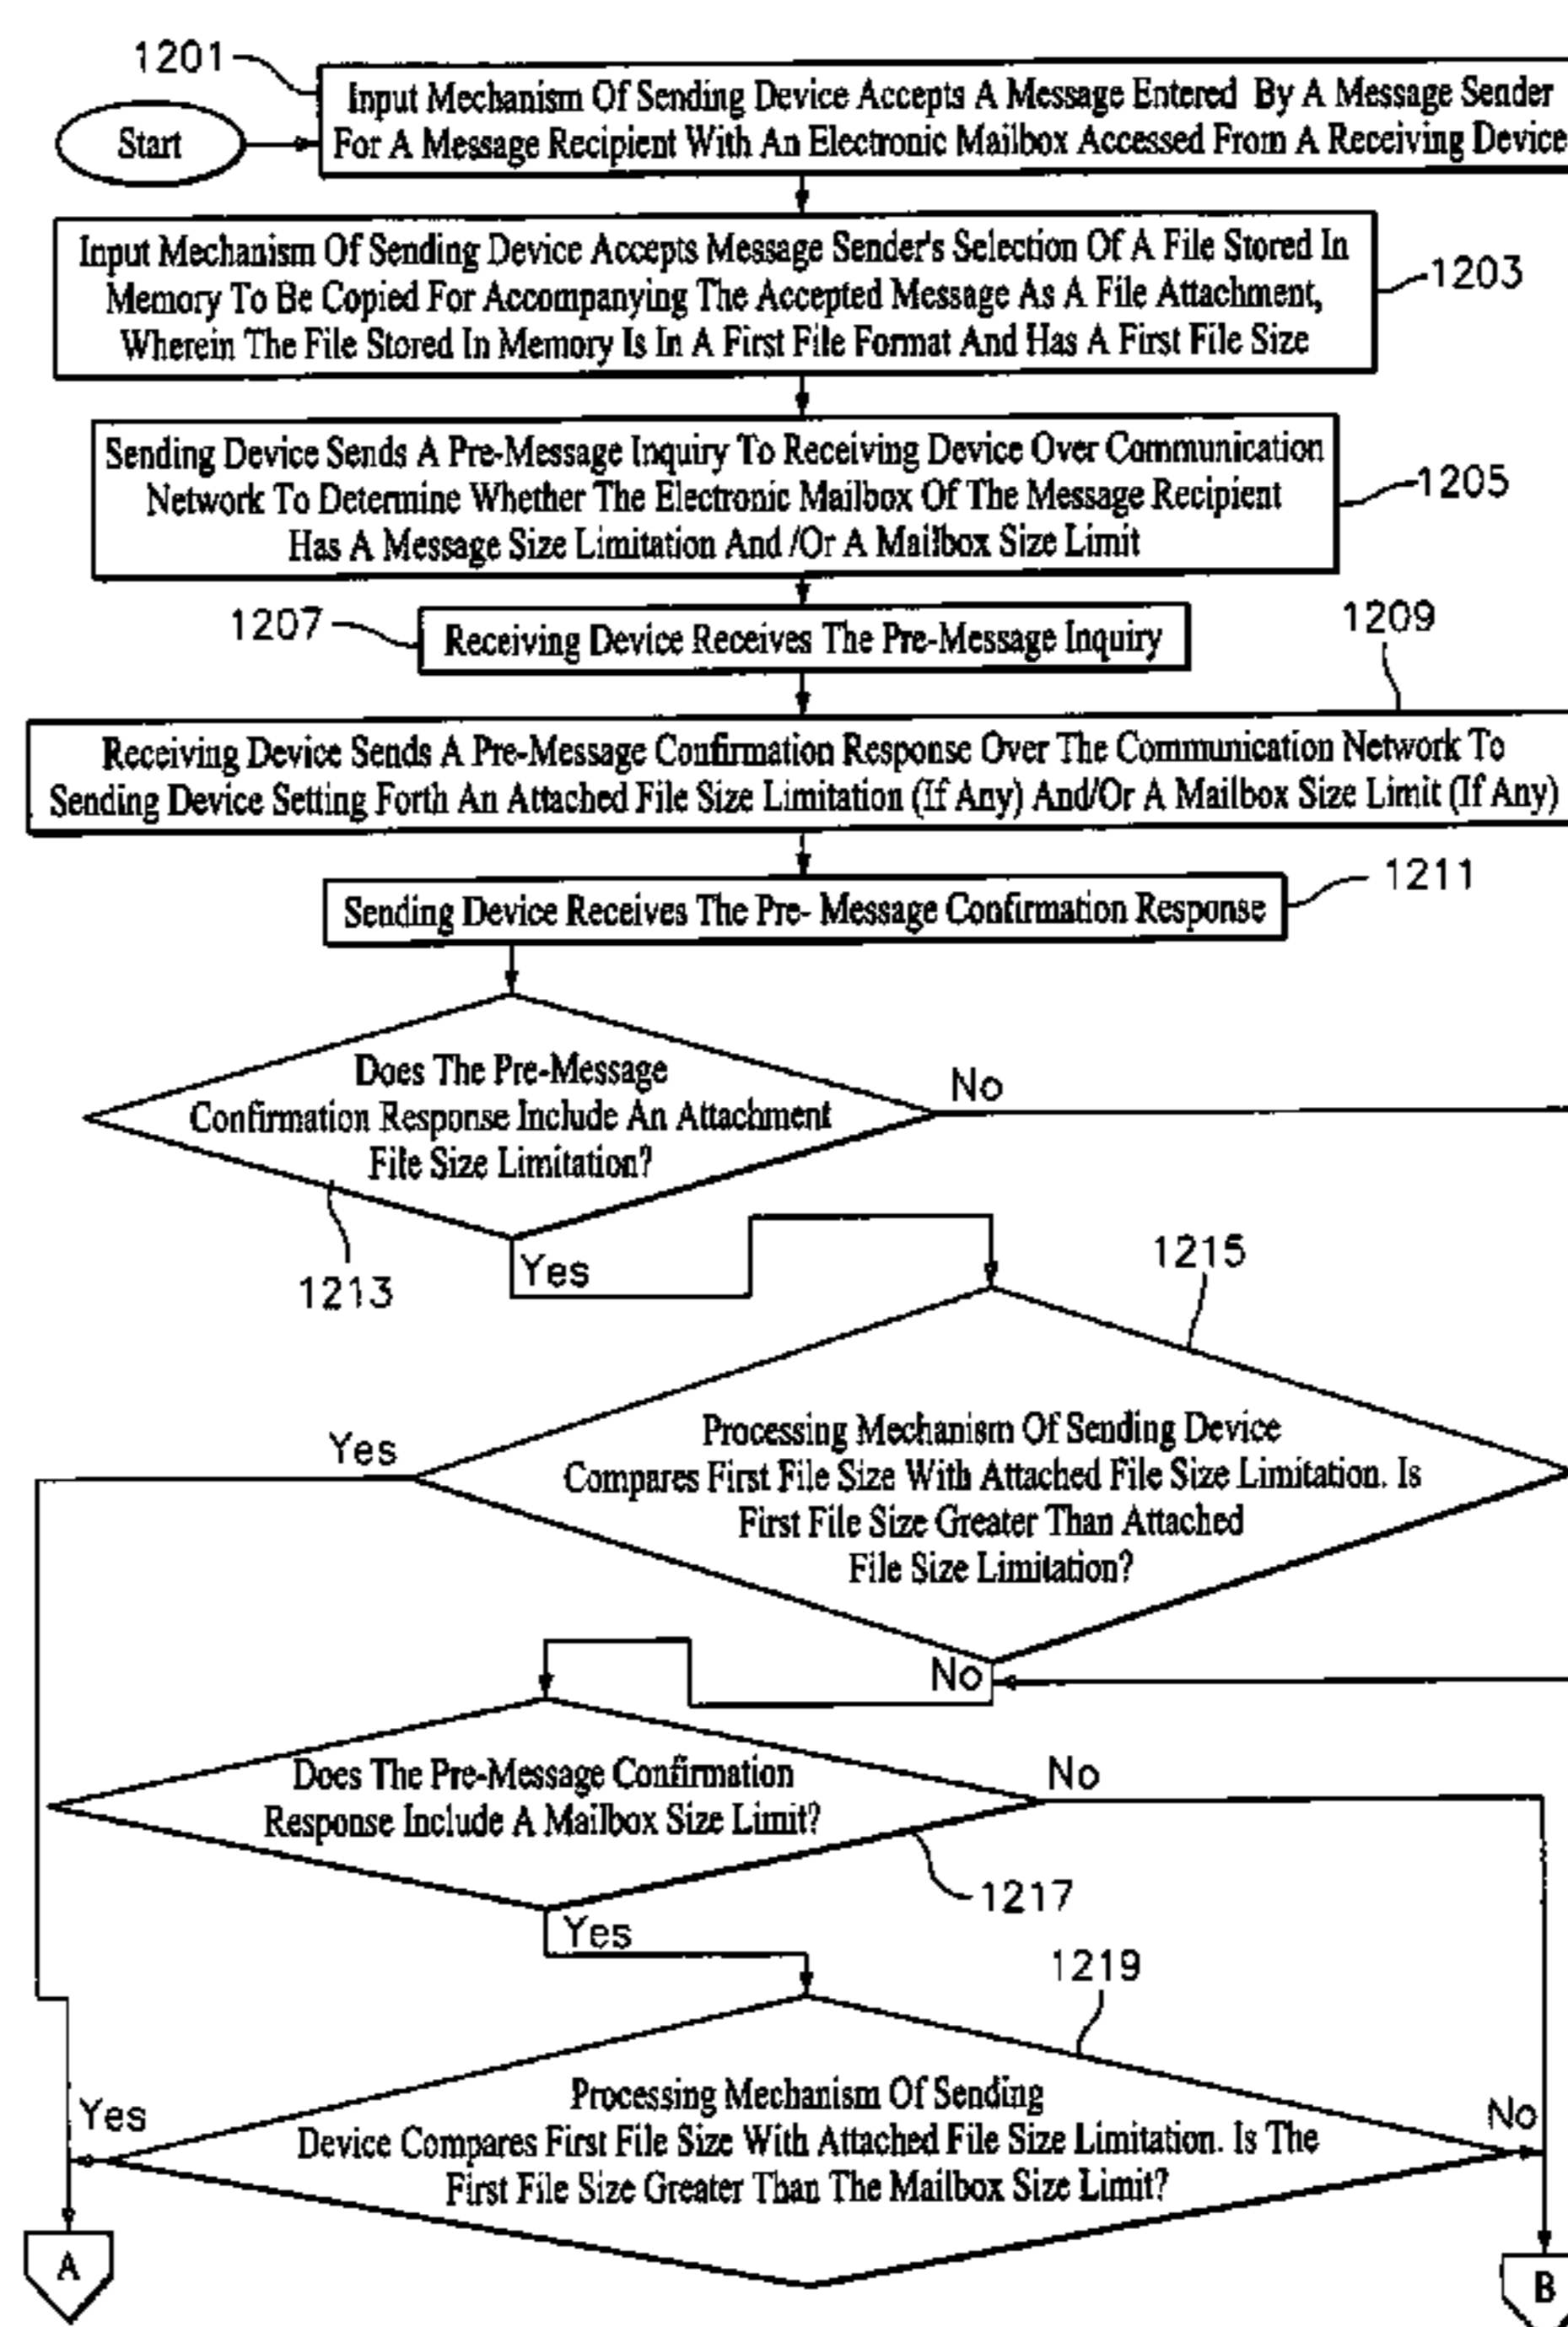 1201
Start
Input Mechanism Of Sending Device Accepts A Message Entered By A Message Sender
For A Message Recipient With An Electronic Mailbox Accessed From A Receiving Device
Input Mechanism Of Sending Device Accepts Message Sender's Selection Of A File Stored In
Memory To Be Copied For Accompanying The Accepted Message As A File Attachment,
Wherein The File Stored In Memory Is In A First File Format And Has A First File Size
1203
Sending Device Sends A Pre-Message Inquiry To Receiving Device Over Communication
Network To Determine Whether The Electronic Mailbox Of The Message Recipient
Has A Message Size Limitation And /Or A Mailbox Size Limit
1205
1207
Receiving Device Receives The Pre-Message Inquiry
1209
Receiving Device Sends A Pre-Message Confirmation Response Over The Communication Network To
Sending Device Setting Forth An Attached File Size Limitation (If Any) And/Or A Mailbox Size Limit (If Any)
1211
Sending Device Receives The Pre- Message Confirmation Response
Does The Pre-Message
Confirmation Response Include An Attachment
File Size Limitation?
No
Yes
1213
1215
Processing Mechanism Of Sending Device
Compares First File Size With Attached File Size Limitation. Is
First File Size Greater Than Attached
File Size Limitation?
Yes
No
Does The Pre-Message Confirmation
Response Include A Mailbox Size Limit?
No
1217
Yes
1219
Processing Mechanism Of Sending
Device Compares First File Size With Attached File Size Limitation. Is The
First File Size Greater Than The Mailbox Size Limit?
Yes
No
A
B